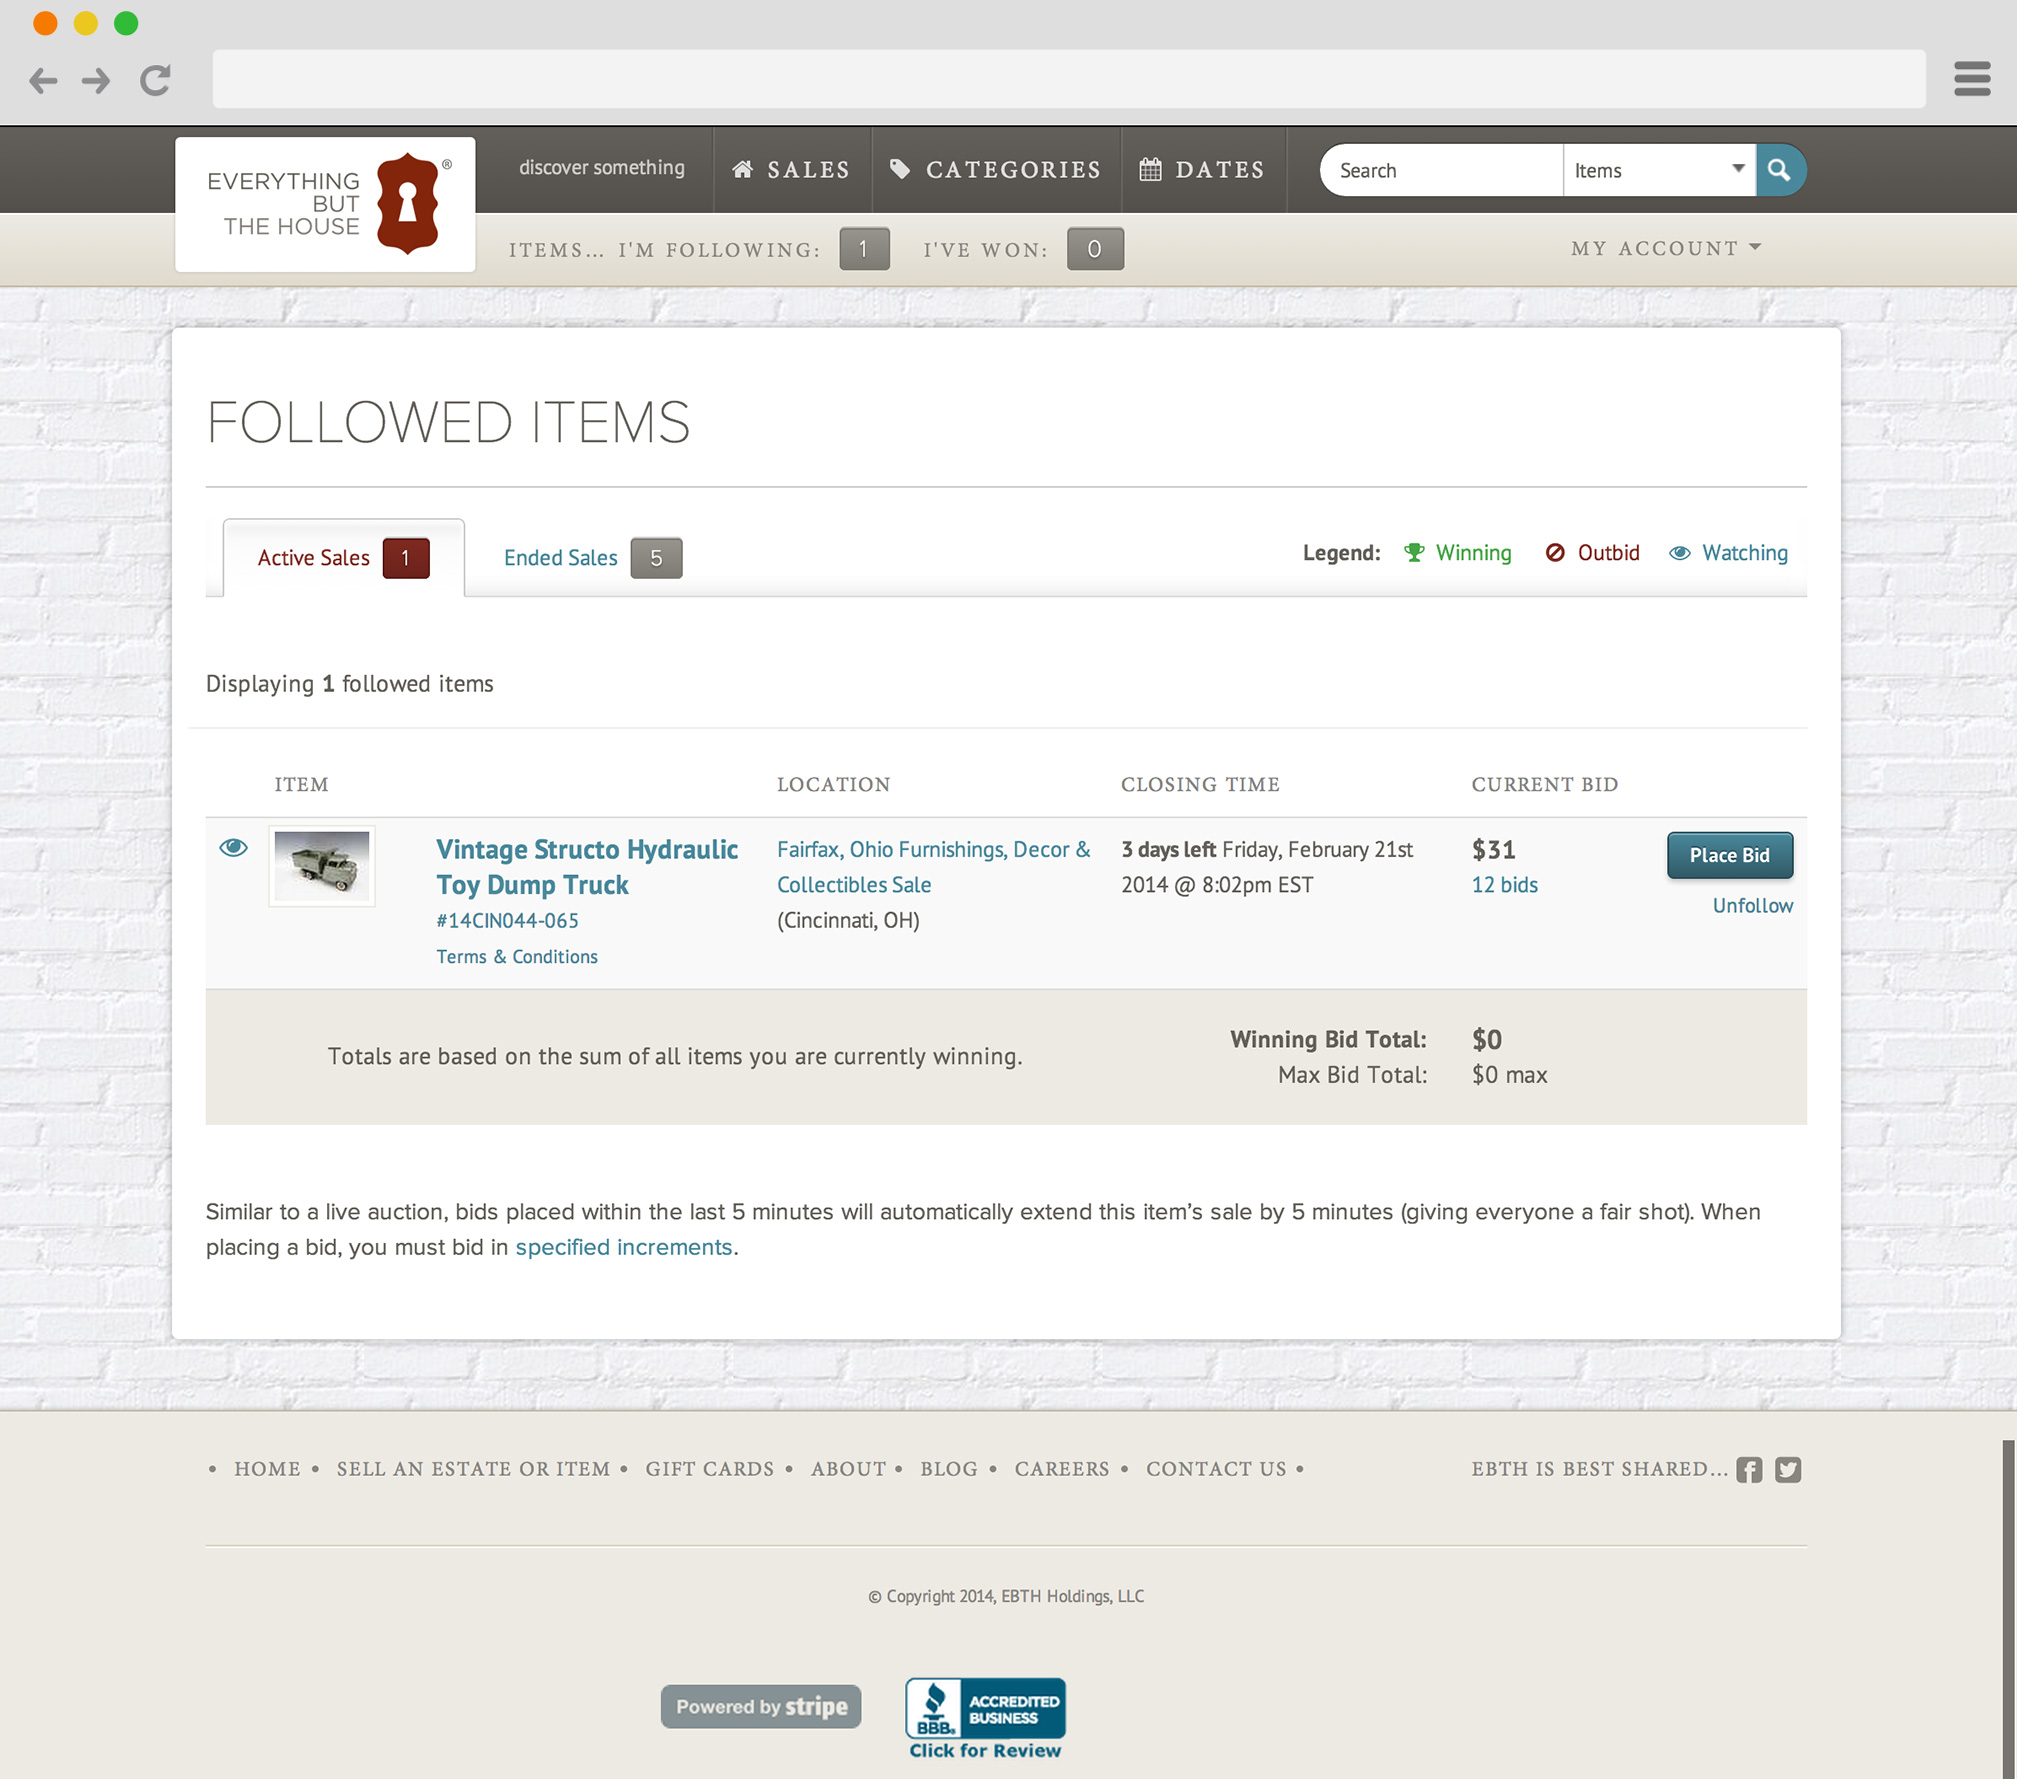 EVERYTHING
BUT
THE HOUSE
®
discover something
SALES
CATEGORIES
DATES
Search
Items
ITEMS... I'M FOLLOWING:
1
I'VE WON:
0
MY ACCOUNT
FOLLOWED ITEMS
Active Sales 1
Ended Sales 5
Legend: Winning Outbid Watching
Displaying 1 followed items
ITEM
LOCATION
CLOSING TIME
CURRENT BID
Vintage Structo Hydraulic
Toy Dump Truck
#14CIN044-065
Terms & Conditions
Fairfax, Ohio Furnishings, Decor &
Collectibles Sale
(Cincinnati, OH)
3 days left Friday, February 21st
2014 @ 8:02pm EST
$31
12 bids
Place Bid
Unfollow
Totals are based on the sum of all items you are currently winning.
Winning Bid Total: $0
Max Bid Total: $0 max
Similar to a live auction, bids placed within the last 5 minutes will automatically extend this item's sale by 5 minutes (giving everyone a fair shot). When
placing a bid, you must bid in specified increments.
• HOME • SELL AN ESTATE OR ITEM • GIFT CARDS • ABOUT • BLOG • CAREERS • CONTACT US •
EBTH IS BEST SHARED...
© Copyright 2014, EBTH Holdings, LLC
Powered by stripe
BBB.
ACCREDITED
BUSINESS
Click for Review